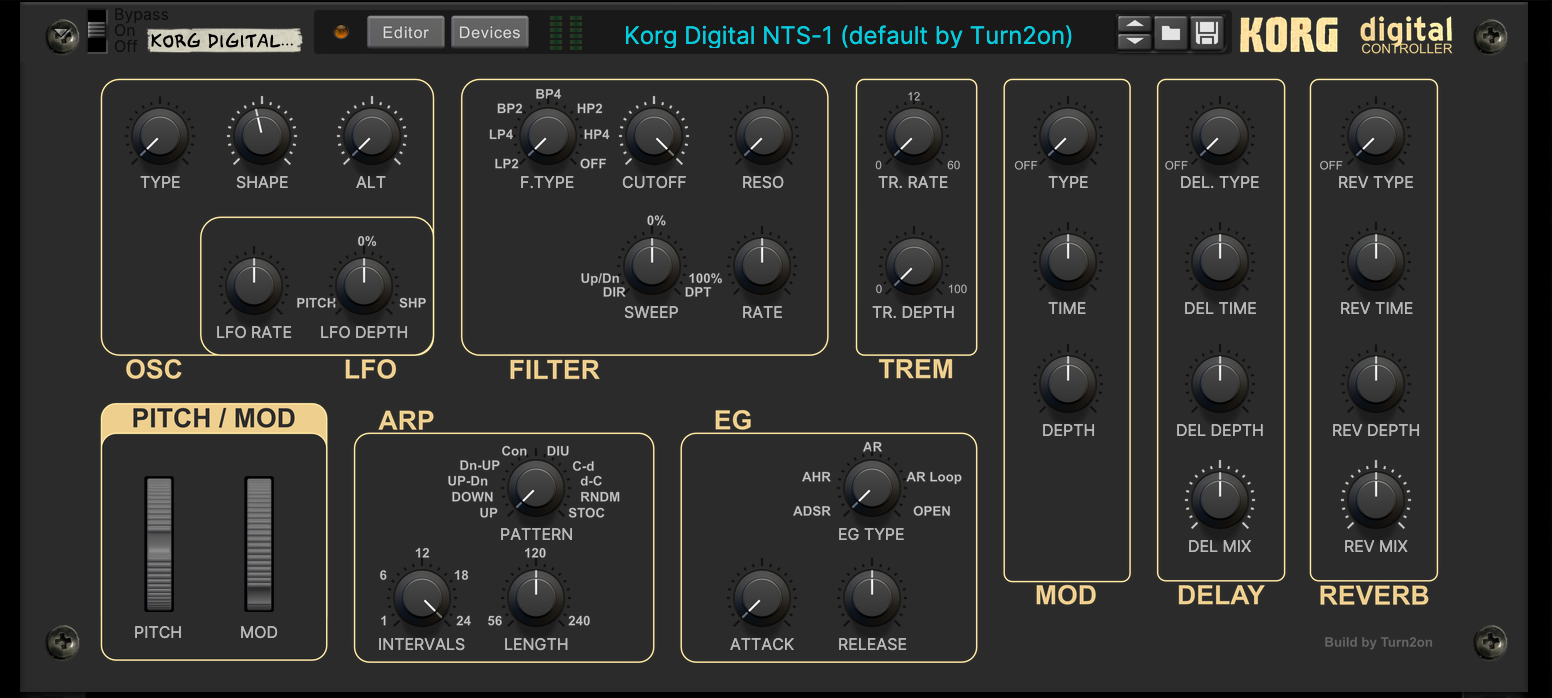 Bypass
On
Off
KORG DIGITAL...
Editor
Devices
Korg Digital NTS-1 (default by Turn2on)
KORG
digital
CONTROLLER
TYPE
SHAPE
ALT
0%
PITCH
SHP
LFO RATE
LFO DEPTH
OSC
LFO
BP4
BP2
HP2
LP4
HP4
LP2
OFF
F.TYPE
CUTOFF
RESO
0%
Up/Dn
DIR
100%
DPT
SWEEP
RATE
FILTER
12
0
60
TR. RATE
0
100
TR. DEPTH
TREM
OFF
TYPE
TIME
DEPTH
MOD
OFF
DEL. TYPE
DEL TIME
DEL DEPTH
DEL MIX
DELAY
OFF
REV TYPE
REV TIME
REV DEPTH
REV MIX
REVERB
PITCH / MOD
PITCH
MOD
ARP
Con
DIU
Dn-UP
C-d
UP-Dn
d-C
DOWN
RNDM
UP
STOC
PATTERN
12
6
18
1
24
INTERVALS
120
56
240
LENGTH
EG
AR
AHR
AR Loop
ADSR
OPEN
EG TYPE
ATTACK
RELEASE
Build by Turn2on